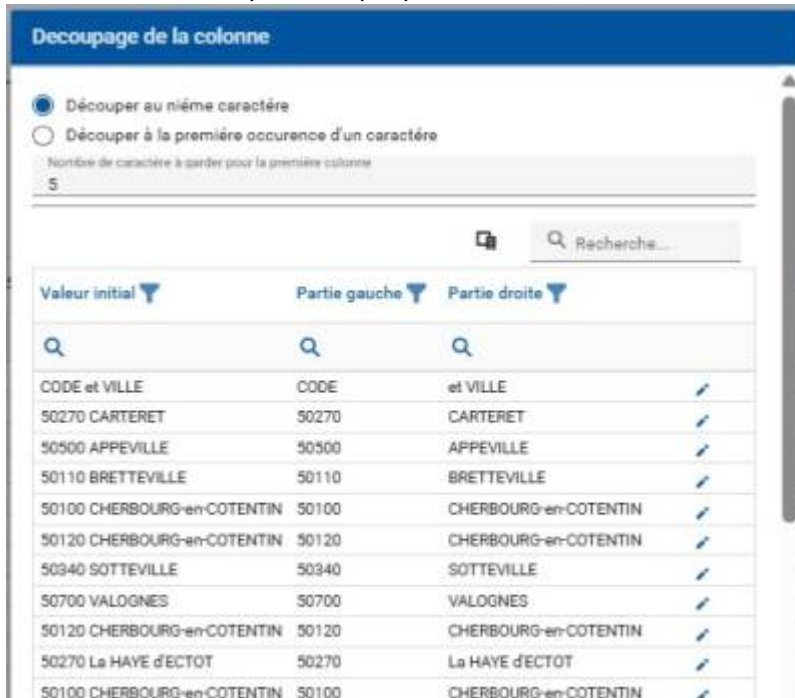 Decoupage de la colonne
Découper au niéme caractére
Découper à la premiére occurence d'un caractére
Nombre de caractère à garder pour la première colonne
5
Recherche...
Valeur initial Partie gauche Partie droite
CODE et VILLE CODE et VILLE
50270 CARTERET 50270 CARTERET
50500 APPEVILLE 50500 APPEVILLE
50110 BRETTEVILLE 50110 BRETTEVILLE
50100 CHERBOURG-en-COTENTIN 50100 CHERBOURG-en-COTENTIN
50120 CHERBOURG-en-COTENTIN 50120 CHERBOURG-en-COTENTIN
50340 SOTTEVILLE 50340 SOTTEVILLE
50700 VALOGNES 50700 VALOGNES
50120 CHERBOURG-en-COTENTIN 50120 CHERBOURG-en-COTENTIN
50270 La HAYE d'ECTOT 50270 La HAYE d'ECTOT
50100 CHERBOURG-en-COTENTIN 50100 CHERBOURG-en-COTENTIN